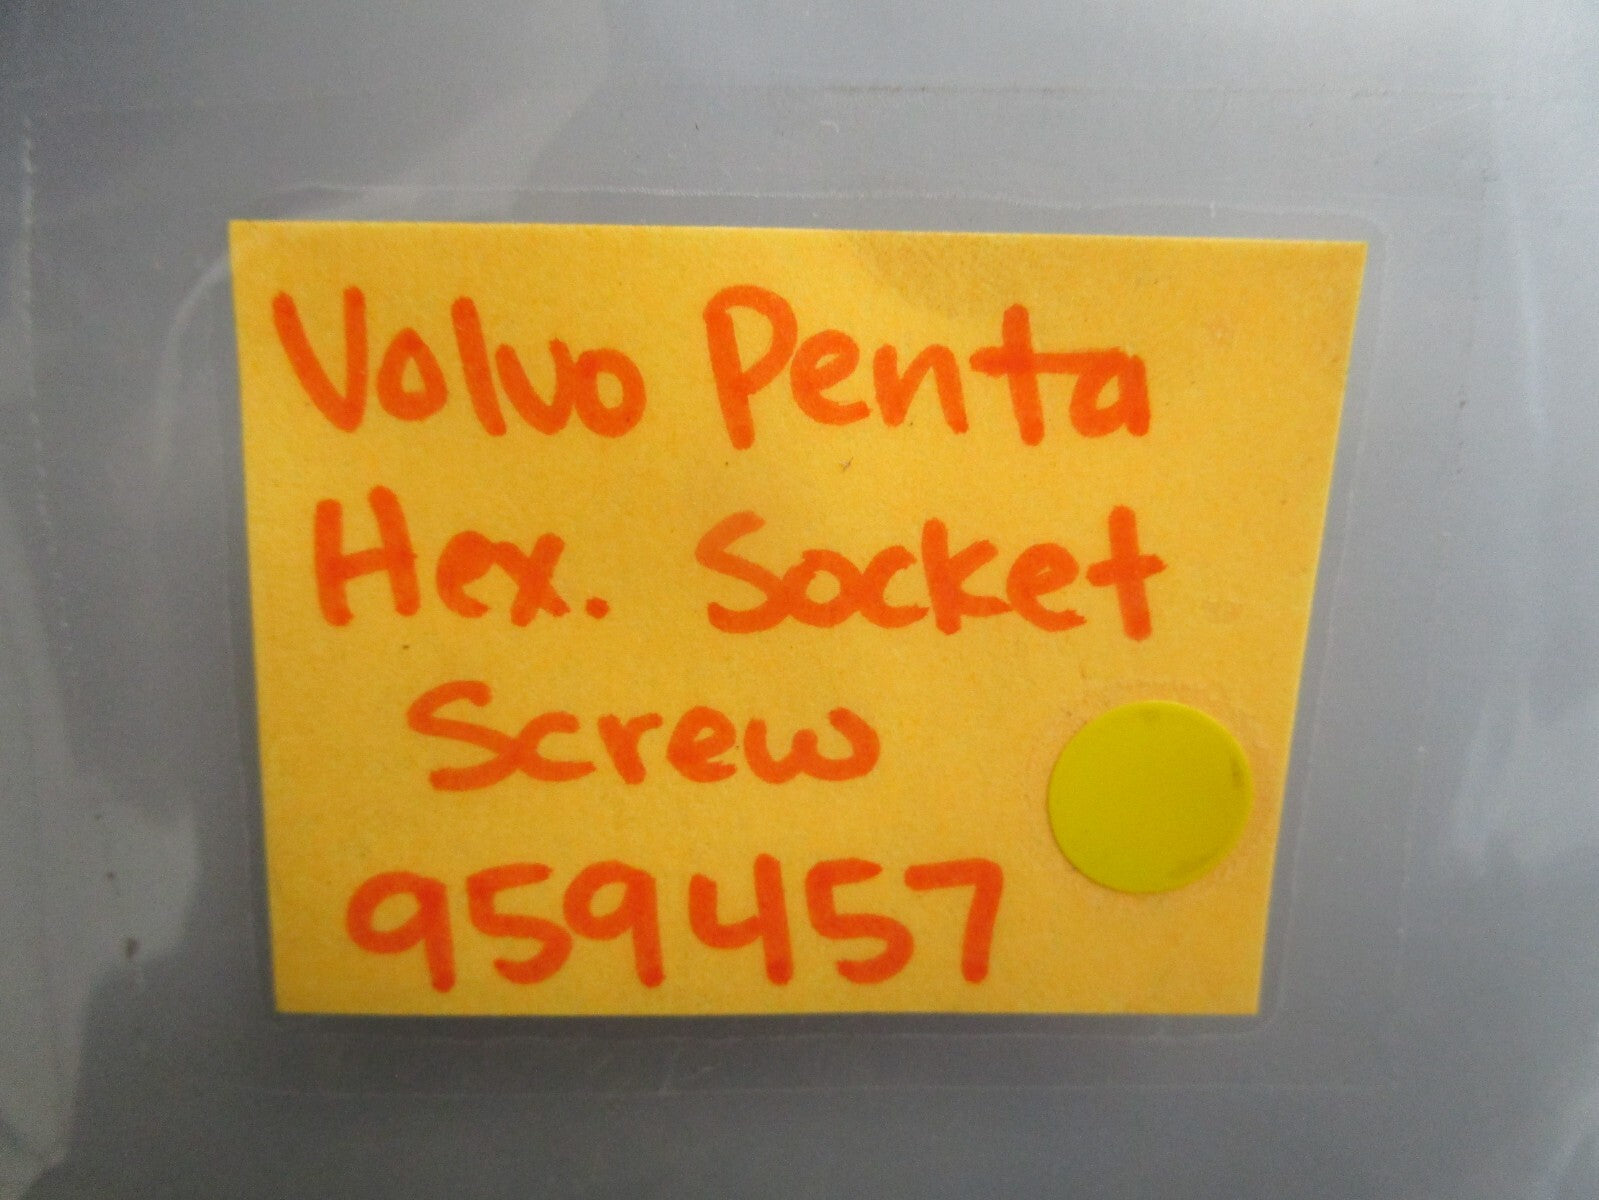 Volvo Penta
Hex. Socket
Screw
959457